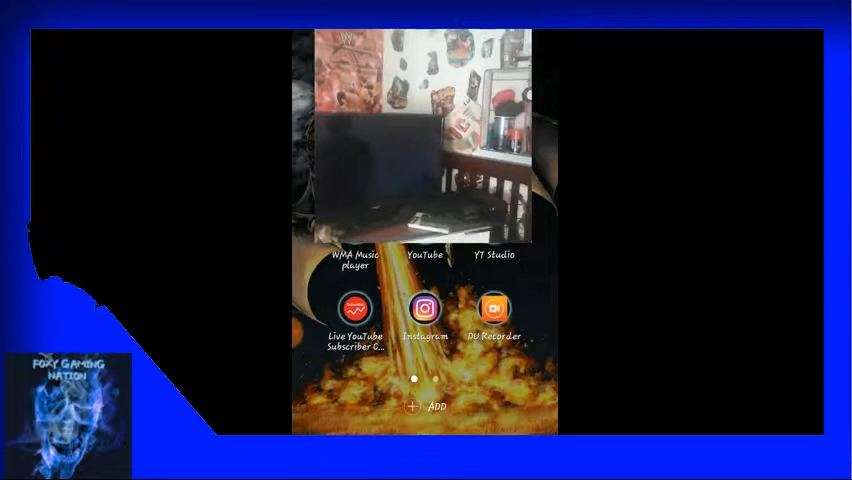 WMA Music
player
YouTube
YT Studio
Live YouTube
Subscriber C...
Instagram
DU Recorder
ADD
FOXY GAMING
NATION